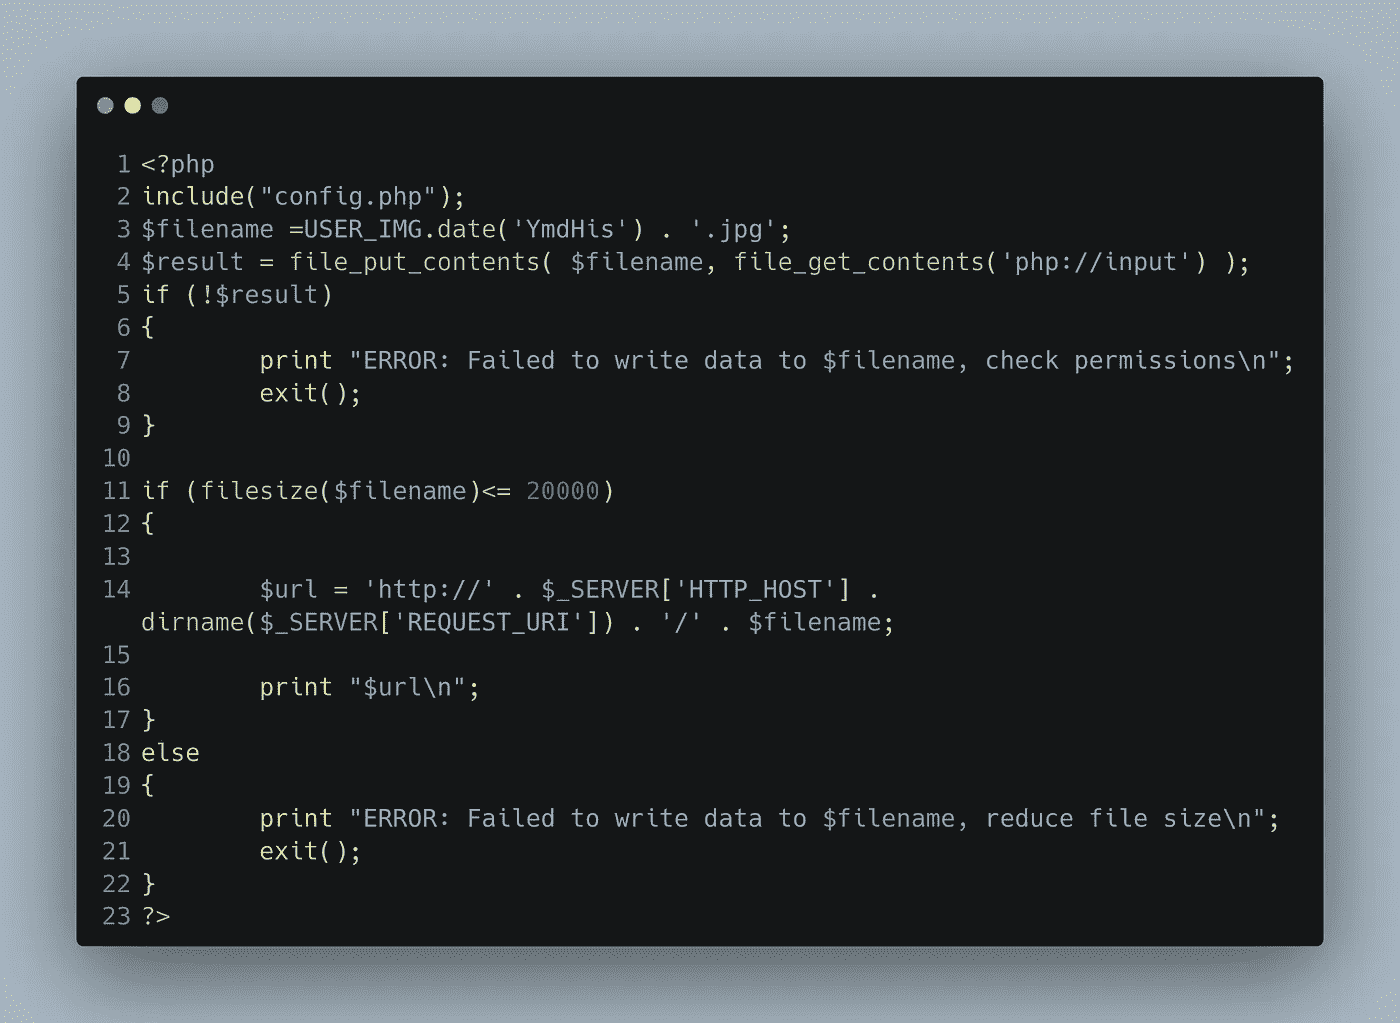 1 <?php
2 include("config.php");
3 $filename =USER_IMG.date('YmdHis') . '.jpg';
4 $result = file_put_contents( $filename, file_get_contents('php://input') );
5 if (!$result)
6 {
7         print "ERROR: Failed to write data to $filename, check permissions\n";
8         exit();
9 }
10
11 if (filesize($filename)<= 20000)
12 {
13
14         $url = 'http://' . $_SERVER['HTTP_HOST'] .
dirname($_SERVER['REQUEST_URI']) . '/' . $filename;
15
16         print "$url\n";
17 }
18 else
19 {
20         print "ERROR: Failed to write data to $filename, reduce file size\n";
21         exit();
22 }
23 ?>